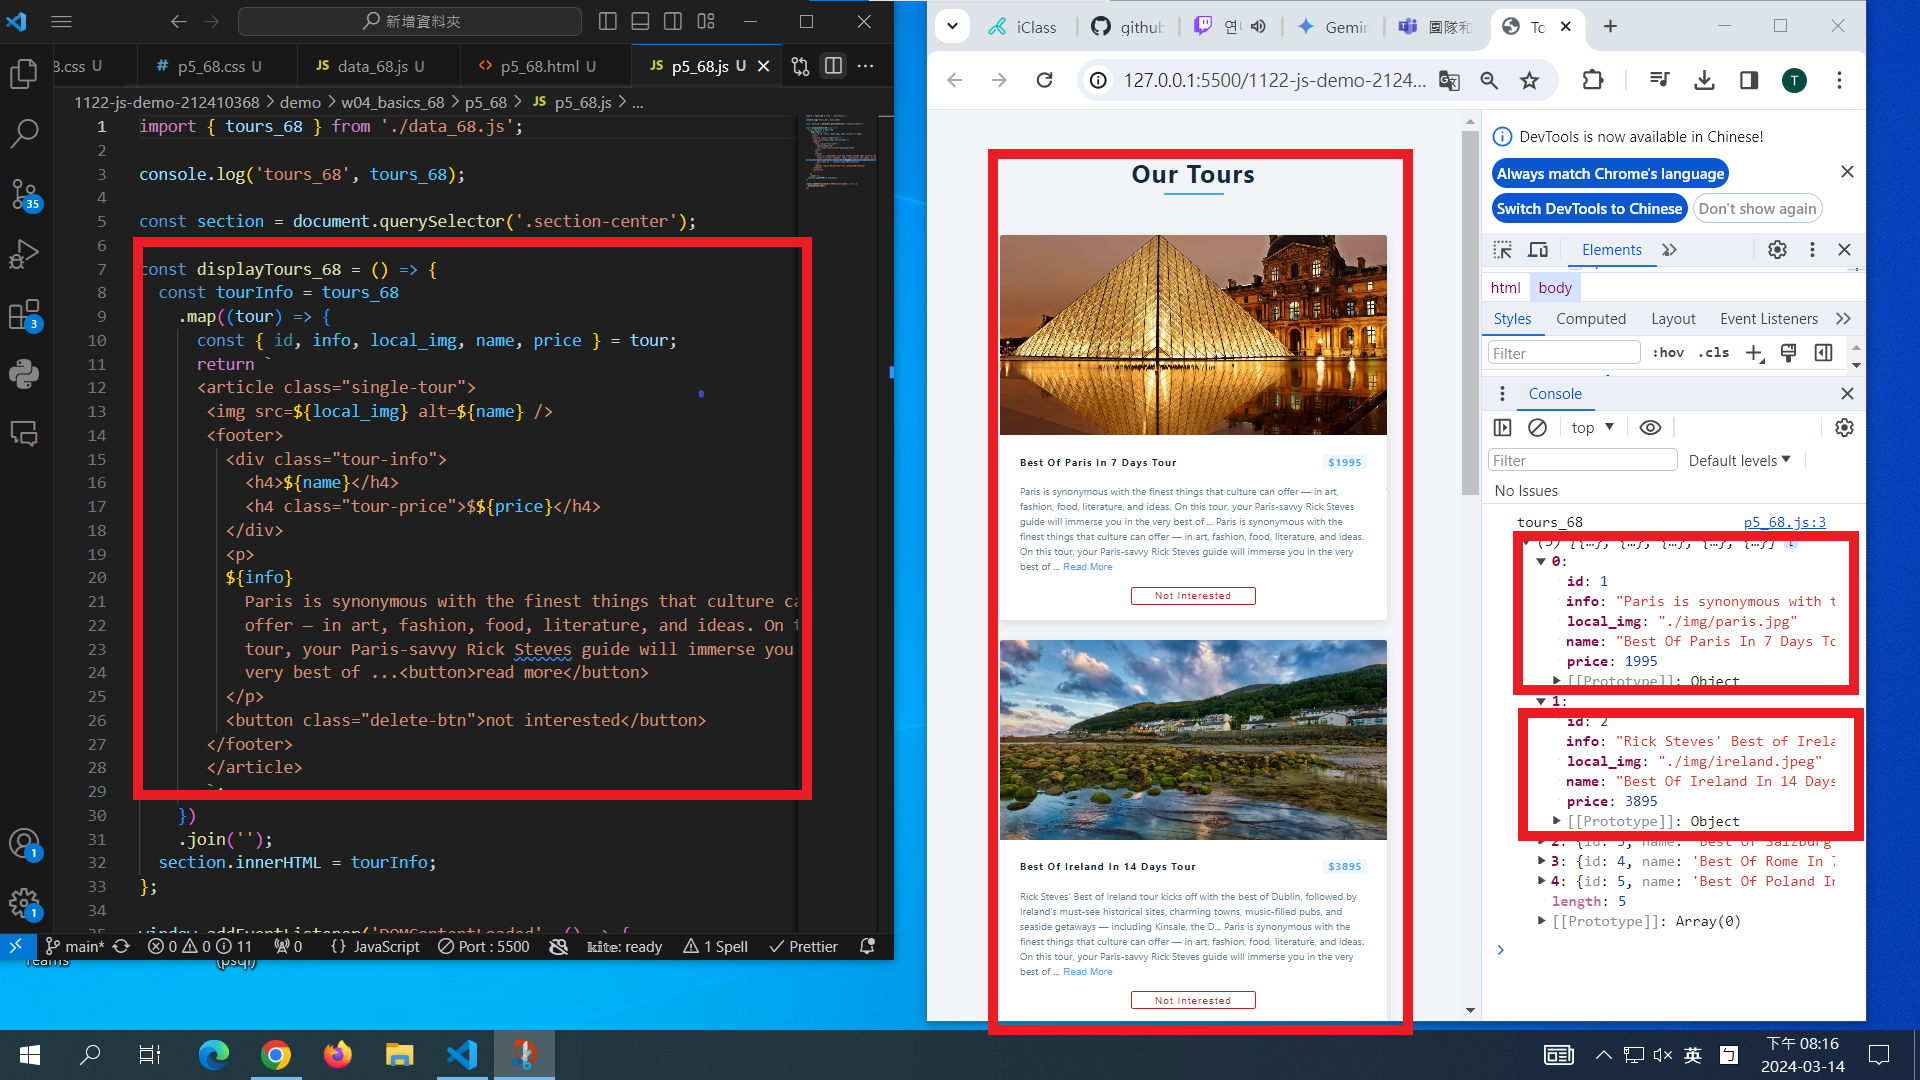 新增資料夾
8.css U
# p5_68.css U
JS data_68.js U
<> p5_68.html U
JS p5_68.js U
1122-js-demo-212410368 > demo > w04_basics_68 > p5_68 > JS p5_68.js > ...
1 import { tours_68 } from './data_68.js';
2
3 console.log('tours_68', tours_68);
4
5 const section = document.querySelector('.section-center');
6
7 const displayTours_68 = () => {
8 const tourInfo = tours_68
9 .map((tour) => {
10 const { id, info, local_img, name, price } = tour;
11 return `
12 <article class="single-tour">
13 <img src=${local_img} alt=${name} />
14 <footer>
15 <div class="tour-info">
16 <h4>${name}</h4>
17 <h4 class="tour-price">$${price}</h4>
18 </div>
19 <p>
20 ${info}
21 Paris is synonymous with the finest things that culture ca
22 offer — in art, fashion, food, literature, and ideas. On t
23 tour, your Paris-savvy Rick Steves guide will immerse you
24 very best of ...<button>read more</button>
25 </p>
26 <button class="delete-btn">not interested</button>
27 </footer>
28 </article>
29 `;
30 })
31 .join('');
32 section.innerHTML = tourInfo;
33 };
34
35 window.addEventListener('DOMContentLoaded', () => {
35
3
1
1
main*
0 0 11
0
{} JavaScript
Port : 5500
kite: ready
1 Spell
Prettier
(psql)
iClass
github
연
Gemin
團隊和
To
127.0.0.1:5500/1122-js-demo-2124...
T
Our Tours
Best Of Paris In 7 Days Tour
$1995
Paris is synonymous with the finest things that culture can offer — in art,
fashion, food, literature, and ideas. On this tour, your Paris-savvy Rick Steves
guide will immerse you in the very best of ... Paris is synonymous with the
finest things that culture can offer — in art, fashion, food, literature, and ideas.
On this tour, your Paris-savvy Rick Steves guide will immerse you in the very
best of ... Read More
Not Interested
Best Of Ireland In 14 Days Tour
$3895
Rick Steves' Best of Ireland tour kicks off with the best of Dublin, followed by
Ireland's must-see historical sites, charming towns, music-filled pubs, and
seaside getaways — including Kinsale, the D... Paris is synonymous with the
finest things that culture can offer — in art, fashion, food, literature, and ideas.
On this tour, your Paris-savvy Rick Steves guide will immerse you in the very
best of ... Read More
Not Interested
DevTools is now available in Chinese!
Always match Chrome's language
Switch DevTools to Chinese
Don't show again
Elements
html body
Styles Computed Layout Event Listeners
Filter
:hov .cls
Console
top
Filter
Default levels
No Issues
tours_68
p5_68.js:3
(5) [{…}, {…}, {…}, {…}, {…}]
0:
id: 1
info: "Paris is synonymous with t
local_img: "./img/paris.jpg"
name: "Best Of Paris In 7 Days To
price: 1995
[[Prototype]]: Object
1:
id: 2
info: "Rick Steves' Best of Irela
local_img: "./img/ireland.jpeg"
name: "Best Of Ireland In 14 Days
price: 3895
[[Prototype]]: Object
2: {id: 3, name: 'Best Of Salzburg
3: {id: 4, name: 'Best Of Rome In 7
4: {id: 5, name: 'Best Of Poland In
length: 5
[[Prototype]]: Array(0)
英
下午 08:16
2024-03-14